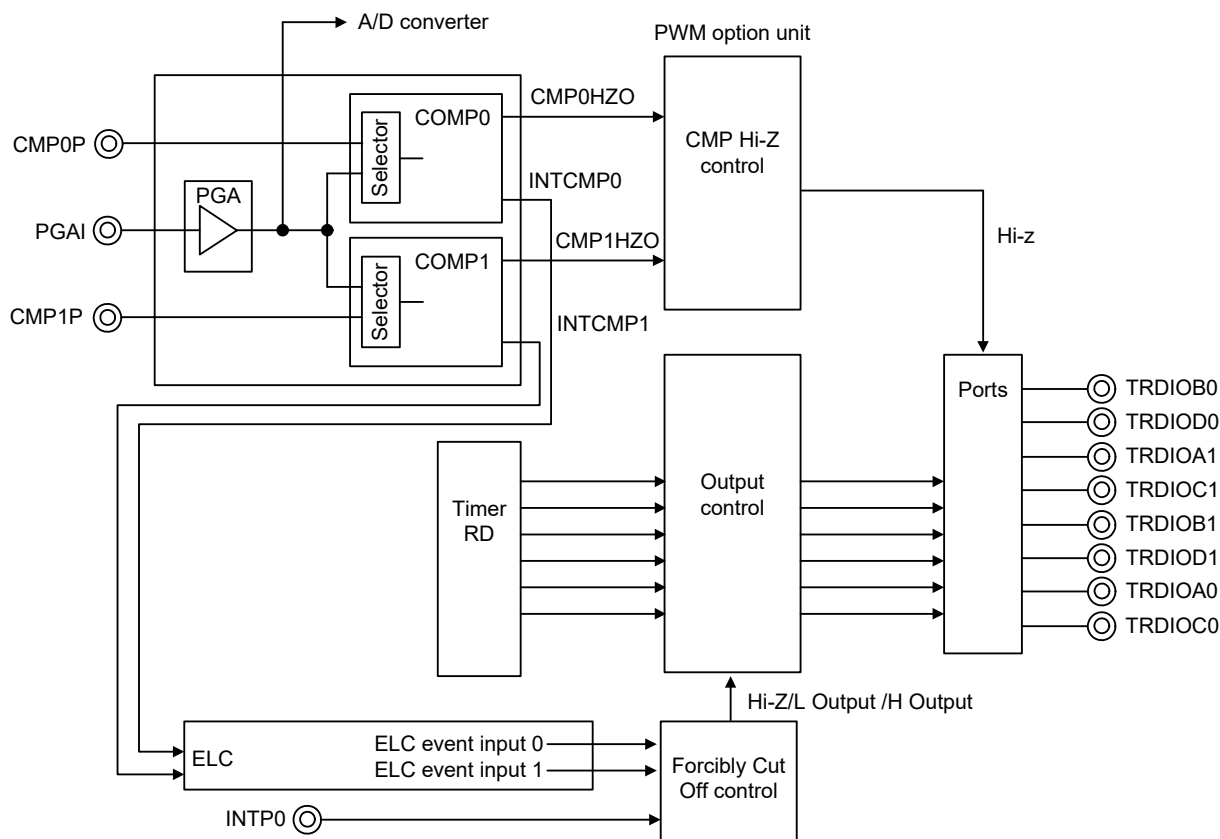 A/D converter
PWM option unit
CMP0HZO
COMP0
CMP Hi-Z
control
CMP0P
Selector
INTCMP0
PGA
PGAI
CMP1HZO
Hi-z
COMP1
Selector
CMP1P
INTCMP1
Ports
TRDIOB0
TRDIOD0
TRDIOA1
TRDIOC1
TRDIOB1
TRDIOD1
TRDIOA0
TRDIOC0
Timer
RD
Output
control
Hi-Z/L Output /H Output
ELC
ELC event input 0
ELC event input 1
Forcibly Cut
Off control
INTP0